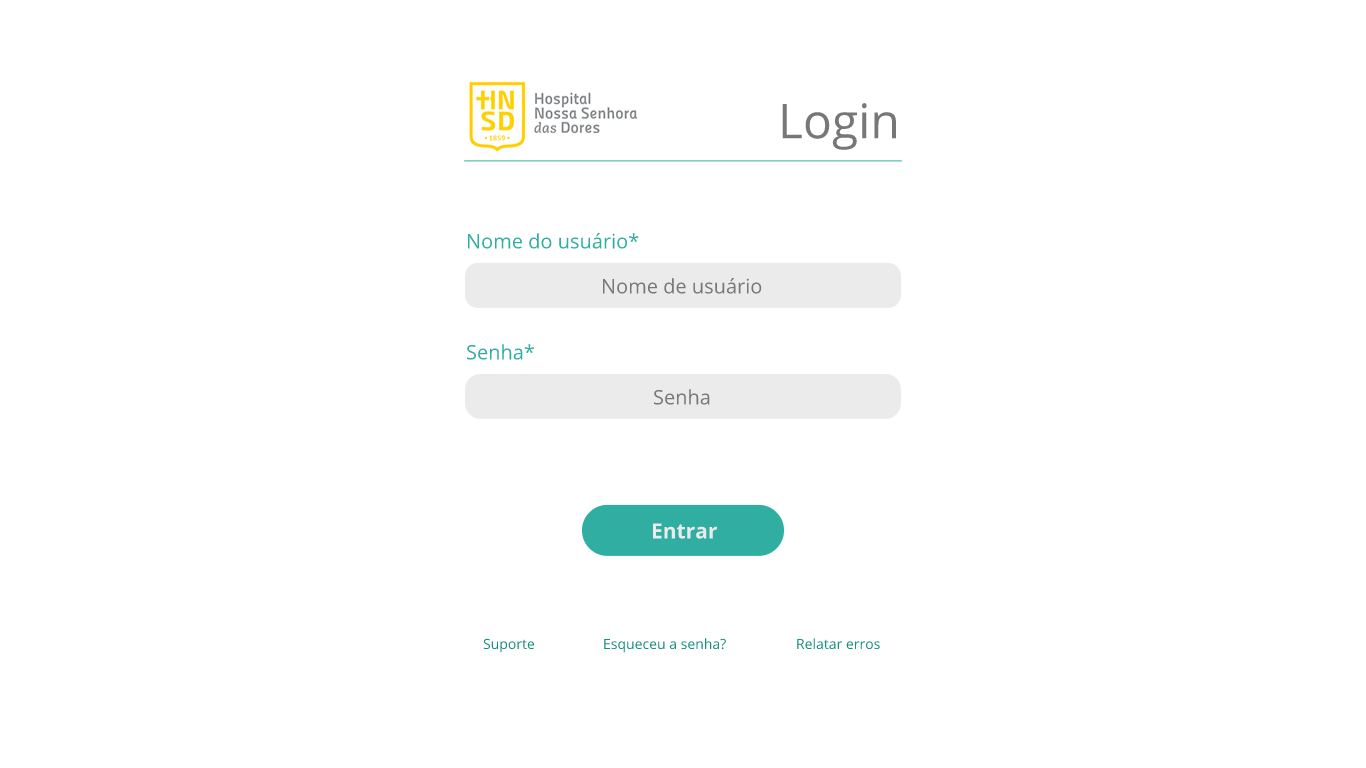 HN
SD
• 1859 •
Hospital
Nossa Senhora
das Dores
Login
Nome do usuário*
Nome de usuário
Senha*
Senha
Entrar
Suporte
Esqueceu a senha?
Relatar erros